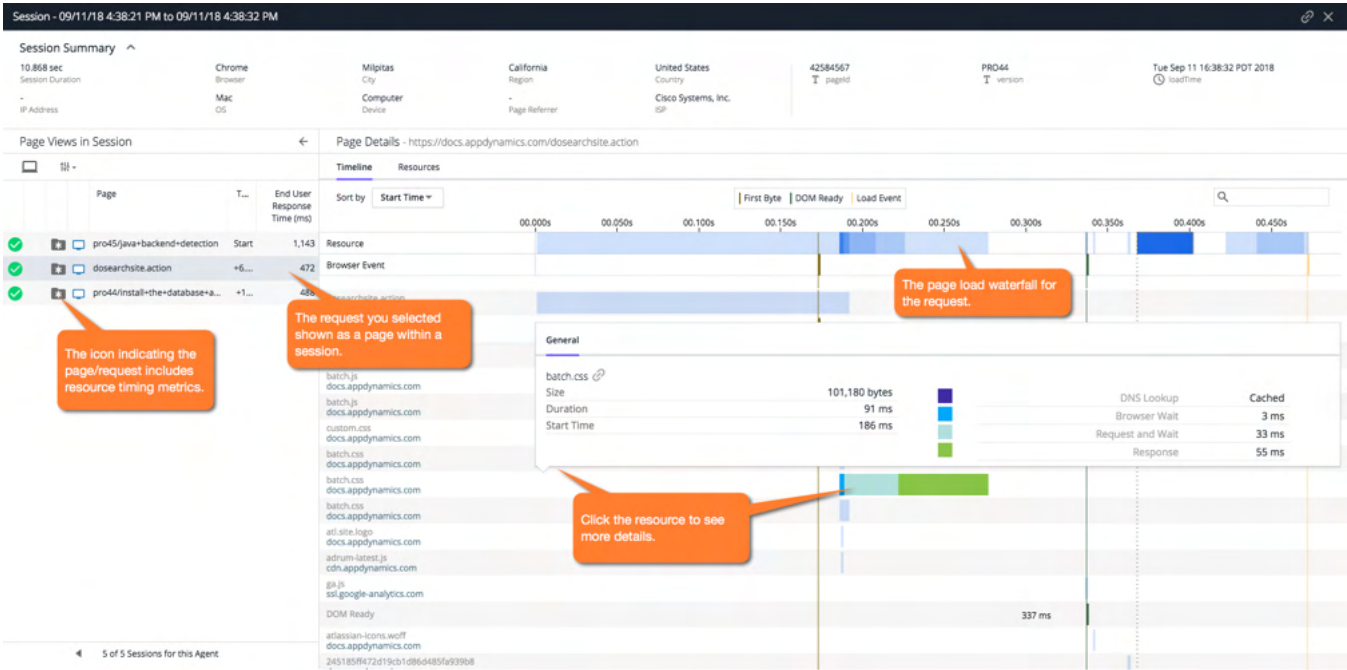 Session - 09/11/18 4:38:21 PM to 09/11/18 4:38:32 PM
Session Summary
10.868 sec
Session Duration
Chrome
Browser
Milpitas
City
California
Region
United States
Country
42584567
pageId
PRO44
version
Tue Sep 11 16:38:32 PDT 2018
loadTime
-
IP Address
Mac
OS
Computer
Device
-
Page Referrer
Cisco Systems, Inc.
ISP
Page Views in Session
Page T... End User Response Time (ms)
pro45/java+backend+detection Start 1,143
dosearchsite.action +6.... 472
pro44/install+the+database+a... +1... 488
The icon indicating the
page/request includes
resource timing metrics.
The request you selected
shown as a page within a
session.
5 of 5 Sessions for this Agent
Page Details - https://docs.appdynamics.com/dosearchsite.action
Timeline Resources
Sort by Start Time
First Byte DOM Ready Load Event
00.000s 00.050s 00.100s 00.150s 00.200s 00.250s 00.300s 00.350s 00.400s 00.450s
Resource
Browser Event
The page load waterfall for
the request.
General
batch.css
Size 101,180 bytes
Duration 91 ms
Start Time 186 ms
DNS Lookup Cached
Browser Wait 3 ms
Request and Wait 33 ms
Response 55 ms
batch.js
docs.appdynamics.com
batch.js
docs.appdynamics.com
custom.css
docs.appdynamics.com
batch.css
docs.appdynamics.com
batch.css
docs.appdynamics.com
batch.css
docs.appdynamics.com
Click the resource to see
more details.
atl.site.logo
docs.appdynamics.com
adrum-latest.js
cdn.appdynamics.com
ga.js
ssl.google-analytics.com
DOM Ready 337 ms
atlassian-icons.woff
docs.appdynamics.com
245185ff472d19cb1d86d485fa939b8